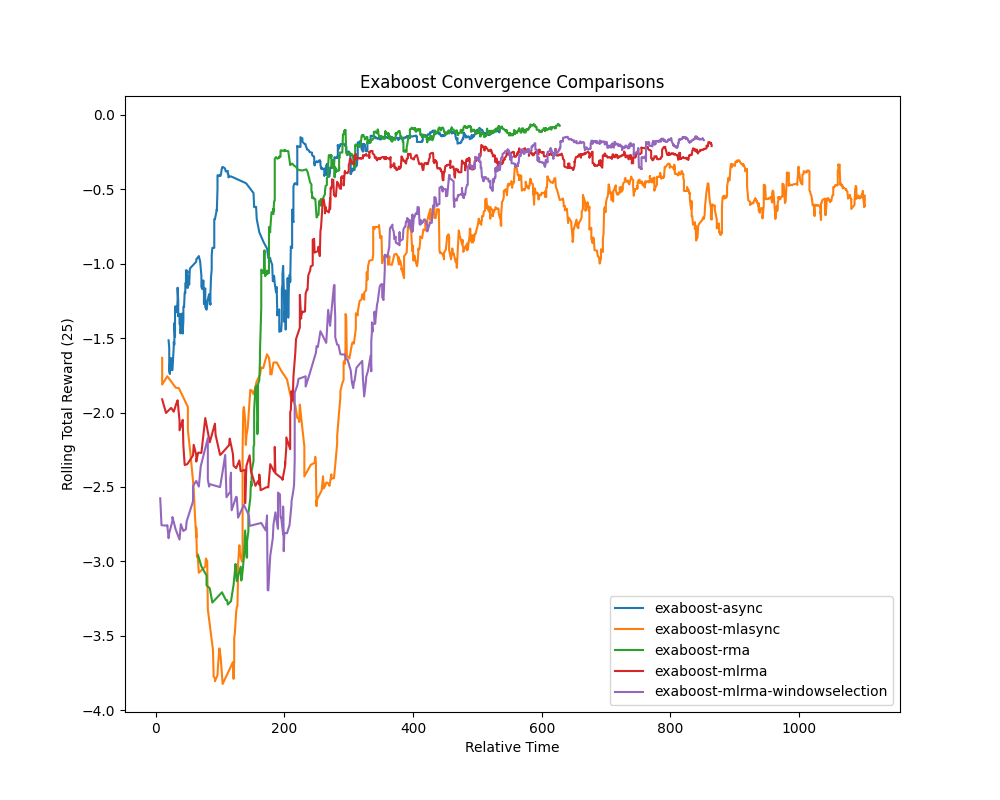 Exaboost Convergence Comparisons
0.0
−0.5
−1.0
−1.5
−2.0
−2.5
−3.0
−3.5
−4.0
Rolling Total Reward (25)
0 200 400 600 800 1000
Relative Time
exaboost-async
exaboost-mlasync
exaboost-rma
exaboost-mlrma
exaboost-mlrma-windowselection